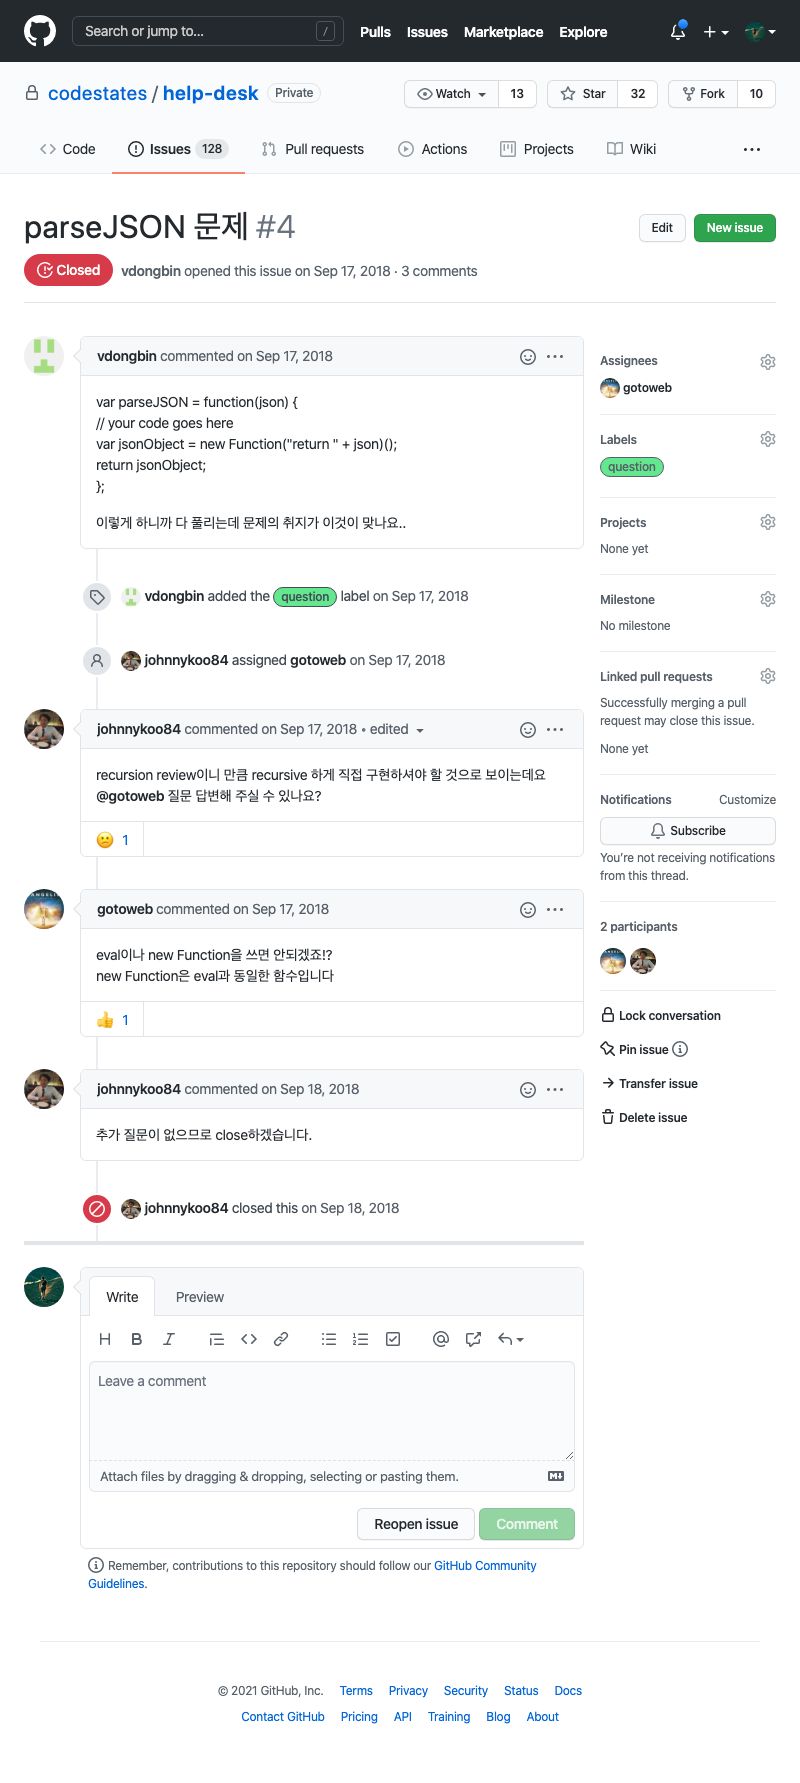 Search or jump to...
/
Pulls
Issues
Marketplace
Explore
codestates / help-desk
Private
Watch
13
Star
32
Fork
10
Code
Issues
128
Pull requests
Actions
Projects
Wiki
parseJSON 문제 #4
Edit
New issue
Closed
vdongbin opened this issue on Sep 17, 2018 · 3 comments
vdongbin commented on Sep 17, 2018
var parseJSON = function(json) {
// your code goes here
var jsonObject = new Function("return " + json)();
return jsonObject;
};
이렇게 하니까 다 풀리는데 문제의 취지가 이것이 맞나요..
vdongbin added the question label on Sep 17, 2018
johnnykoo84 assigned gotoweb on Sep 17, 2018
johnnykoo84 commented on Sep 17, 2018 • edited
recursion review이니 만큼 recursive 하게 직접 구현하셔야 할 것으로 보이는데요
@gotoweb 질문 답변해 주실 수 있나요?
1
gotoweb commented on Sep 17, 2018
eval이나 new Function을 쓰면 안되겠죠!?
new Function은 eval과 동일한 함수입니다
1
johnnykoo84 commented on Sep 18, 2018
추가 질문이 없으므로 close하겠습니다.
johnnykoo84 closed this on Sep 18, 2018
Write
Preview
H B I
Leave a comment
Attach files by dragging & dropping, selecting or pasting them.
Reopen issue
Comment
Remember, contributions to this repository should follow our GitHub Community
Guidelines.
Assignees
gotoweb
Labels
question
Projects
None yet
Milestone
No milestone
Linked pull requests
Successfully merging a pull
request may close this issue.
None yet
Notifications
Customize
Subscribe
You're not receiving notifications
from this thread.
2 participants
Lock conversation
Pin issue
Transfer issue
Delete issue
© 2021 GitHub, Inc.
Terms
Privacy
Security
Status
Docs
Contact GitHub
Pricing
API
Training
Blog
About